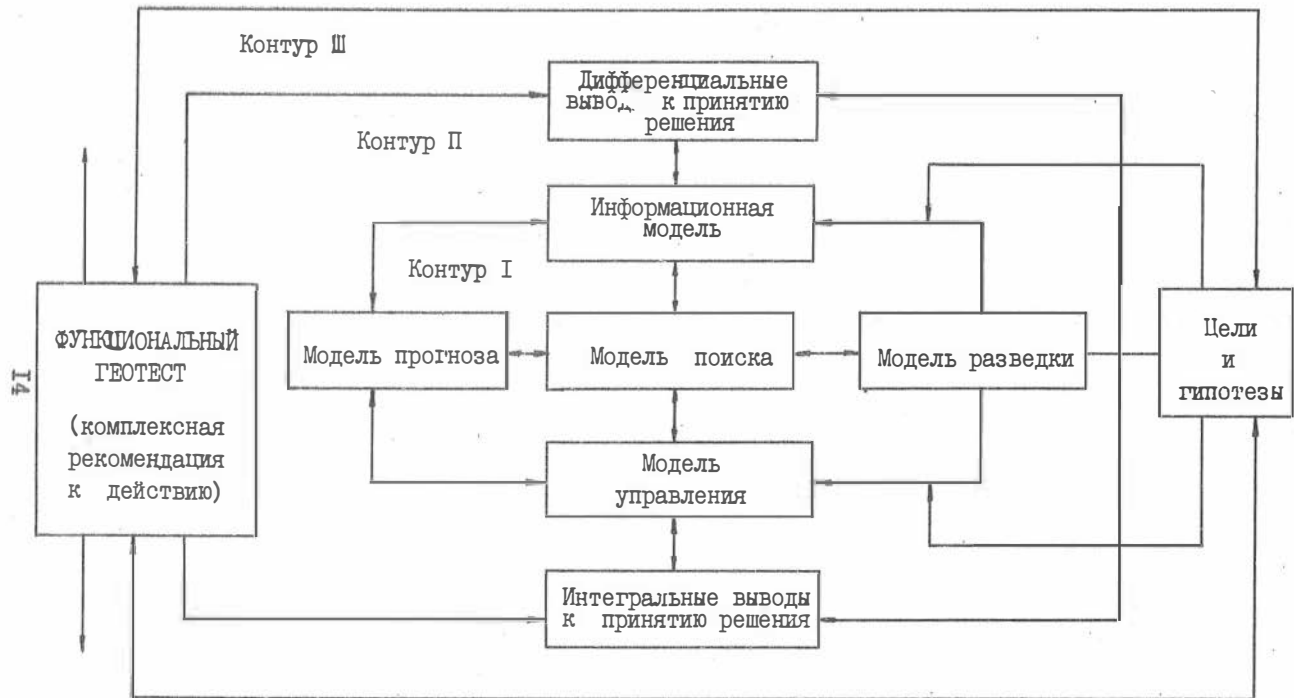 Контур Ш
Дифференциальные
к принятию
решения
Контур П
Информационная
модель
Контур I
ФУНКЦИОНАЛЬНЫЙ
ГЕОТЕСТ
(комплексная
рекомендация
к действию)
Модель прогноза
Модель поиска
Модель разведки
Цели
и
гипотезы
Модель
управления
Интегральные выводы
к принятию решения
14